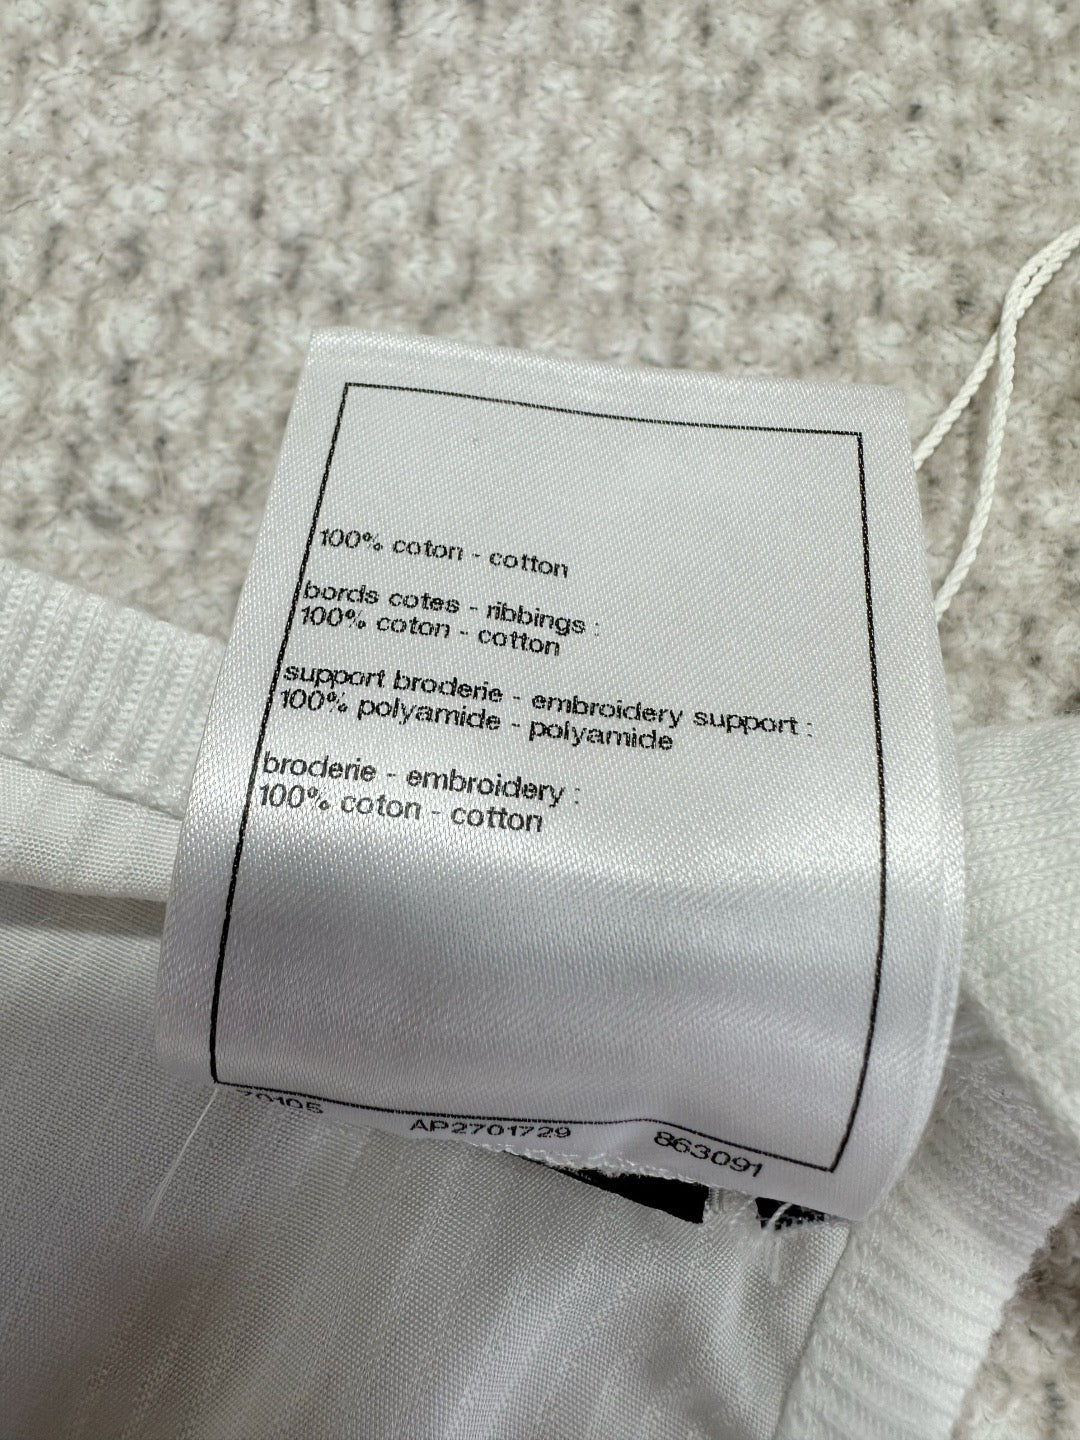 100% coton - cotton
bords cotes - ribbings :
100% coton - cotton
support broderie - embroidery support :
100% polyamide - polyamide
broderie - embroidery :
100% coton - cotton
70105 AP2701729 863091